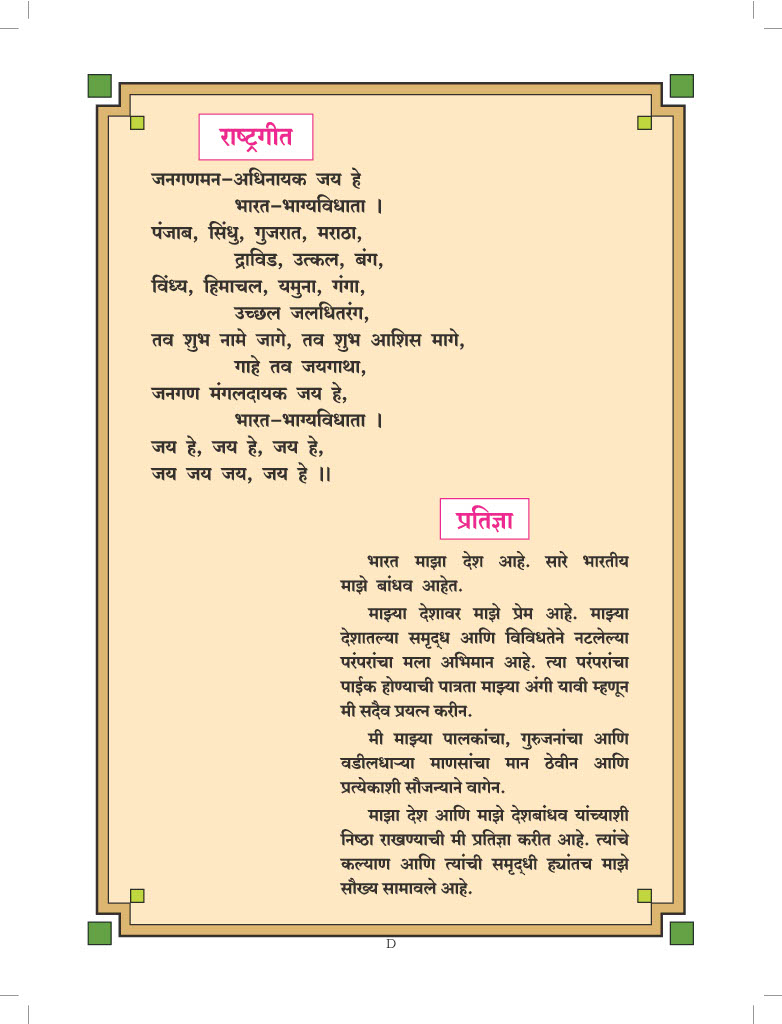 राष्ट्रगीत
जनगणमन–अधिनायक जय हे
भारत–भाग्यविधाता ।
पंजाब, सिंधु, गुजरात, मराठा,
द्राविड, उत्कल, बंग,
विंध्य, हिमाचल, यमुना, गंगा,
उच्छल जलधितरंग,
तव शुभ नामे जागे, तव शुभ आशिस मागे,
गाहे तव जयगाथा,
जनगण मंगलदायक जय हे,
भारत–भाग्यविधाता ।
जय हे, जय हे, जय हे,
जय जय जय, जय हे ।।
प्रतिज्ञा
भारत माझा देश आहे. सारे भारतीय
माझे बांधव आहेत.
माझ्या देशावर माझे प्रेम आहे. माझ्या
देशातल्या समृद्ध आणि विविधतेने नटलेल्या
परंपरांचा मला अभिमान आहे. त्या परंपरांचा
पाईक होण्याची पात्रता माझ्या अंगी यावी म्हणून
मी सदैव प्रयत्न करीन.
मी माझ्या पालकांचा, गुरुजनांचा आणि
वडीलधाऱ्या माणसांचा मान ठेवीन आणि
प्रत्येकाशी सौजन्याने वागेन.
माझा देश आणि माझे देशबांधव यांच्याशी
निष्ठा राखण्याची मी प्रतिज्ञा करीत आहे. त्यांचे
कल्याण आणि त्यांची समृद्धी ह्यांतच माझे
सौख्य सामावले आहे.
D